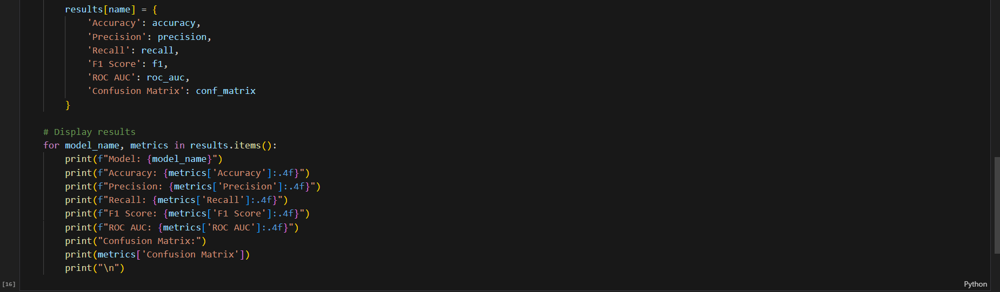 results[name] = {
'Accuracy': accuracy,
'Precision': precision,
'Recall': recall,
'F1 Score': f1,
'ROC AUC': roc_auc,
'Confusion Matrix': conf_matrix
}
# Display results
for model_name, metrics in results.items():
print(f"Model: {model_name}")
print(f"Accuracy: {metrics['Accuracy']:.4f}")
print(f"Precision: {metrics['Precision']:.4f}")
print(f"Recall: {metrics['Recall']:.4f}")
print(f"F1 Score: {metrics['F1 Score']:.4f}")
print(f"ROC AUC: {metrics['ROC AUC']:.4f}")
print("Confusion Matrix:")
print(metrics['Confusion Matrix'])
print("\n")
[16]
Python